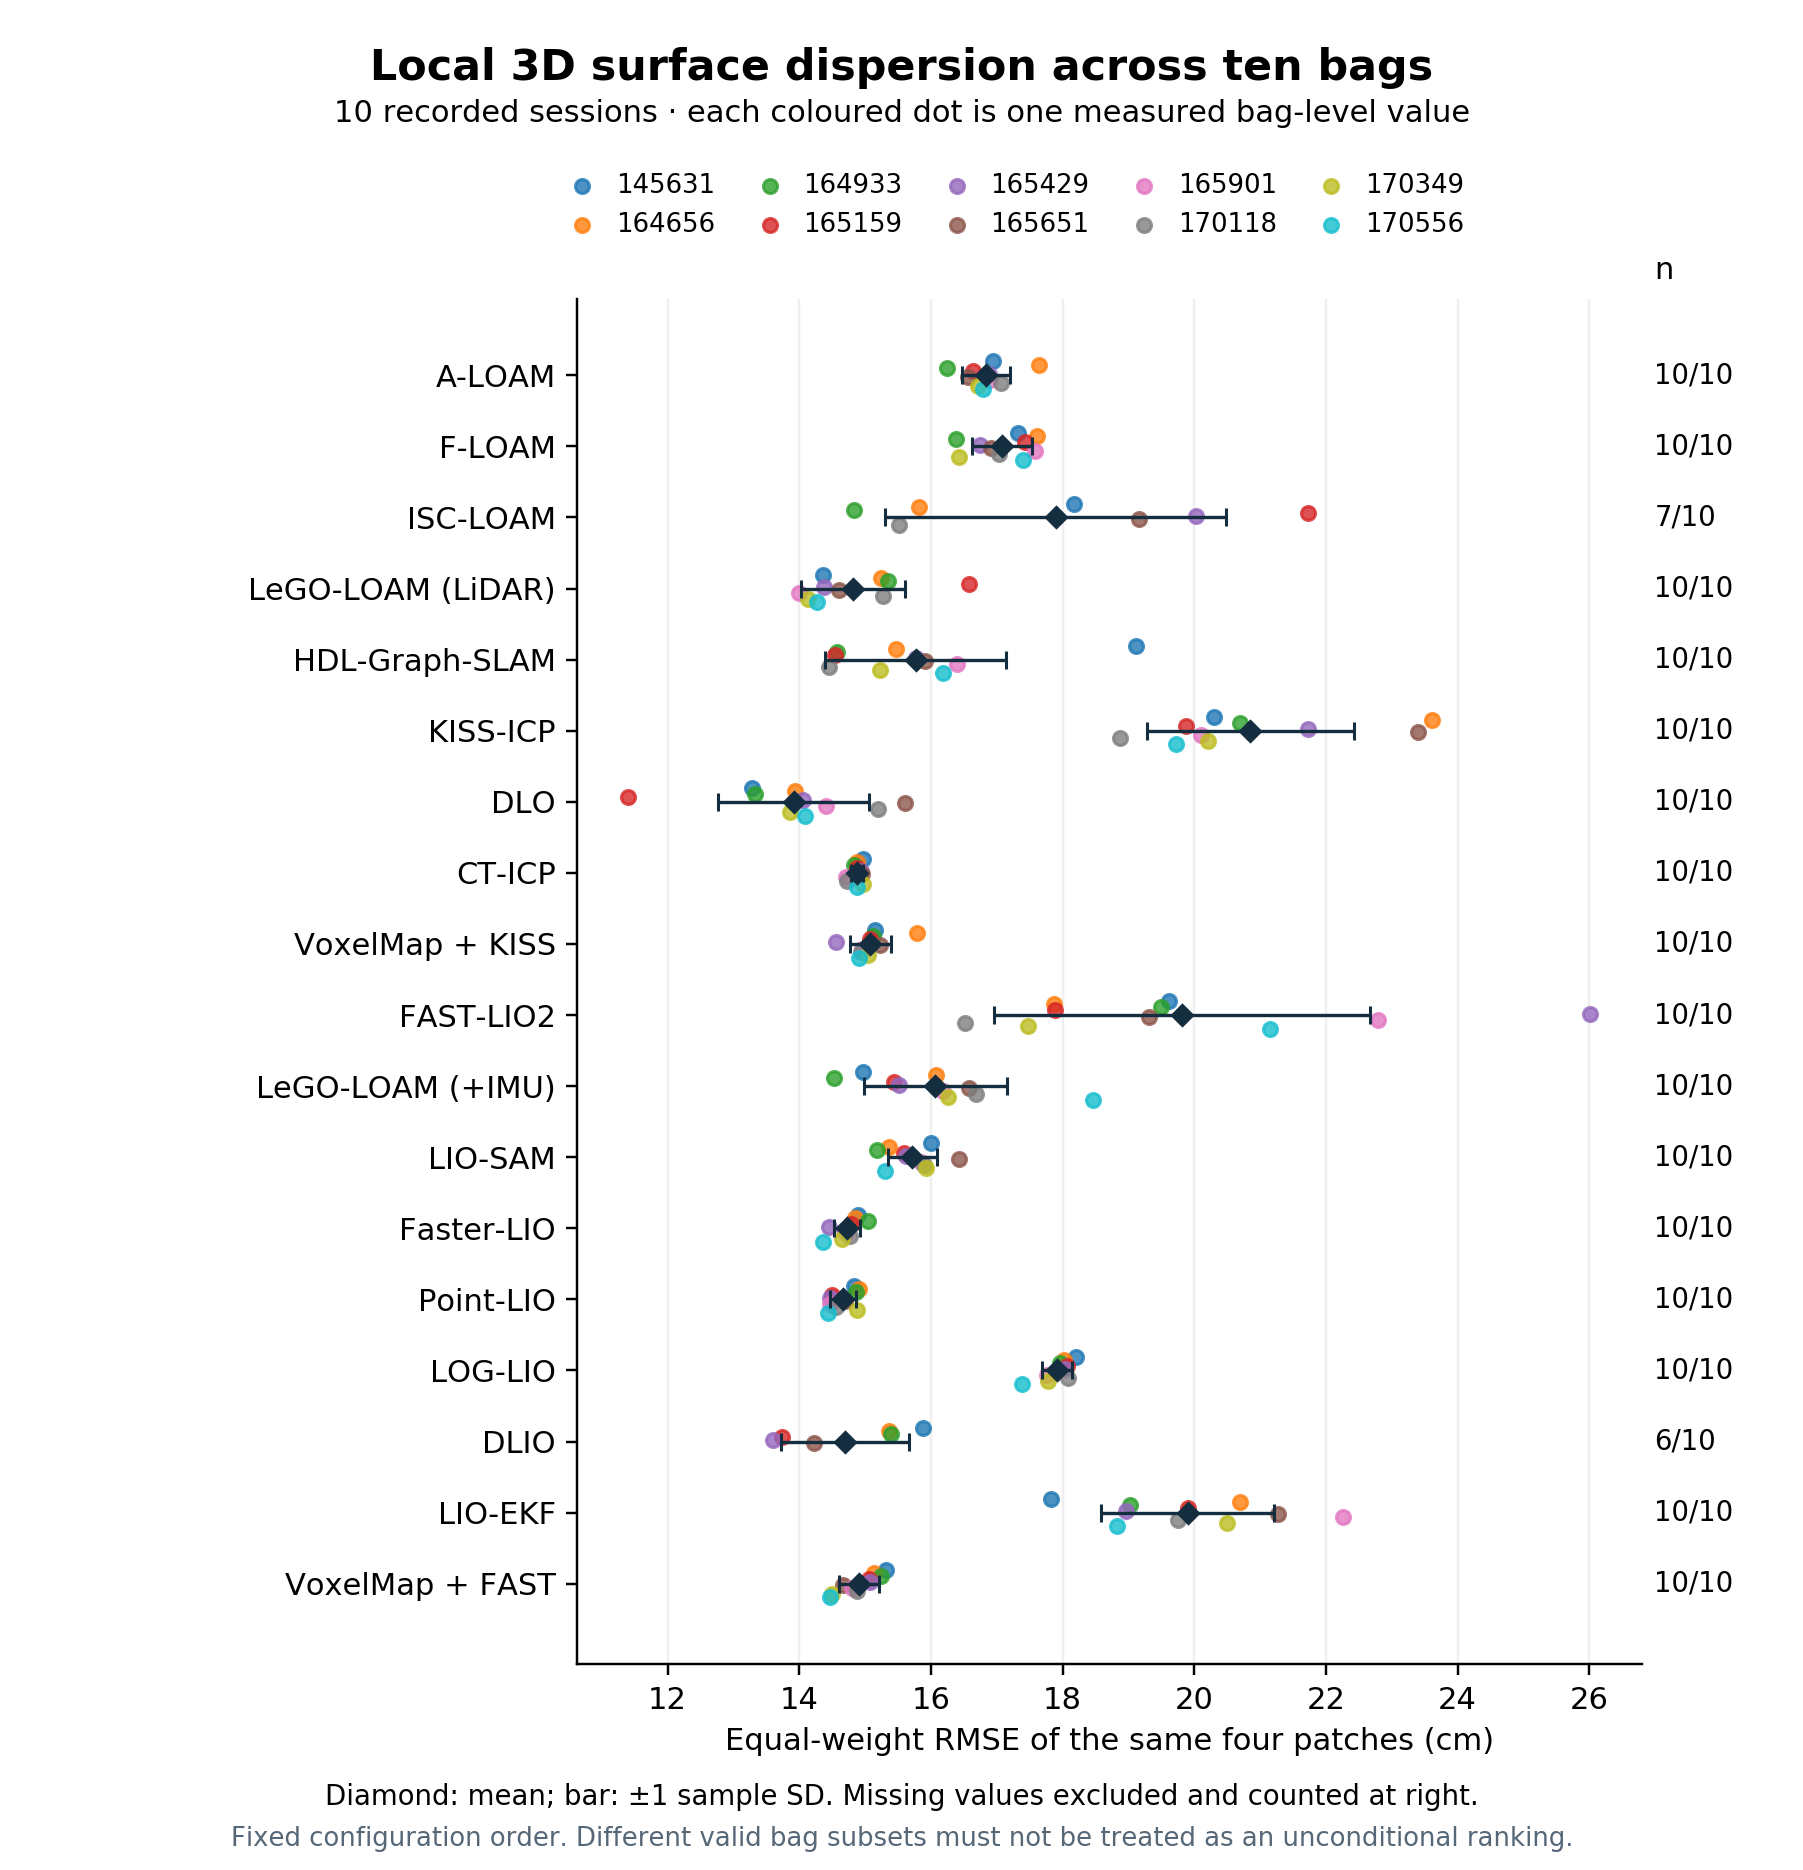 Local 3D surface dispersion across ten bags
10 recorded sessions · each coloured dot is one measured bag-level value
145631 164933 165429 165901 170349
164656 165159 165651 170118 170556
n
A-LOAM 10/10
F-LOAM 10/10
ISC-LOAM 7/10
LeGO-LOAM (LiDAR) 10/10
HDL-Graph-SLAM 10/10
KISS-ICP 10/10
DLO 10/10
CT-ICP 10/10
VoxelMap + KISS 10/10
FAST-LIO2 10/10
LeGO-LOAM (+IMU) 10/10
LIO-SAM 10/10
Faster-LIO 10/10
Point-LIO 10/10
LOG-LIO 10/10
DLIO 6/10
LIO-EKF 10/10
VoxelMap + FAST 10/10
12 14 16 18 20 22 24 26
Equal-weight RMSE of the same four patches (cm)
Diamond: mean; bar: ±1 sample SD. Missing values excluded and counted at right.
Fixed configuration order. Different valid bag subsets must not be treated as an unconditional ranking.